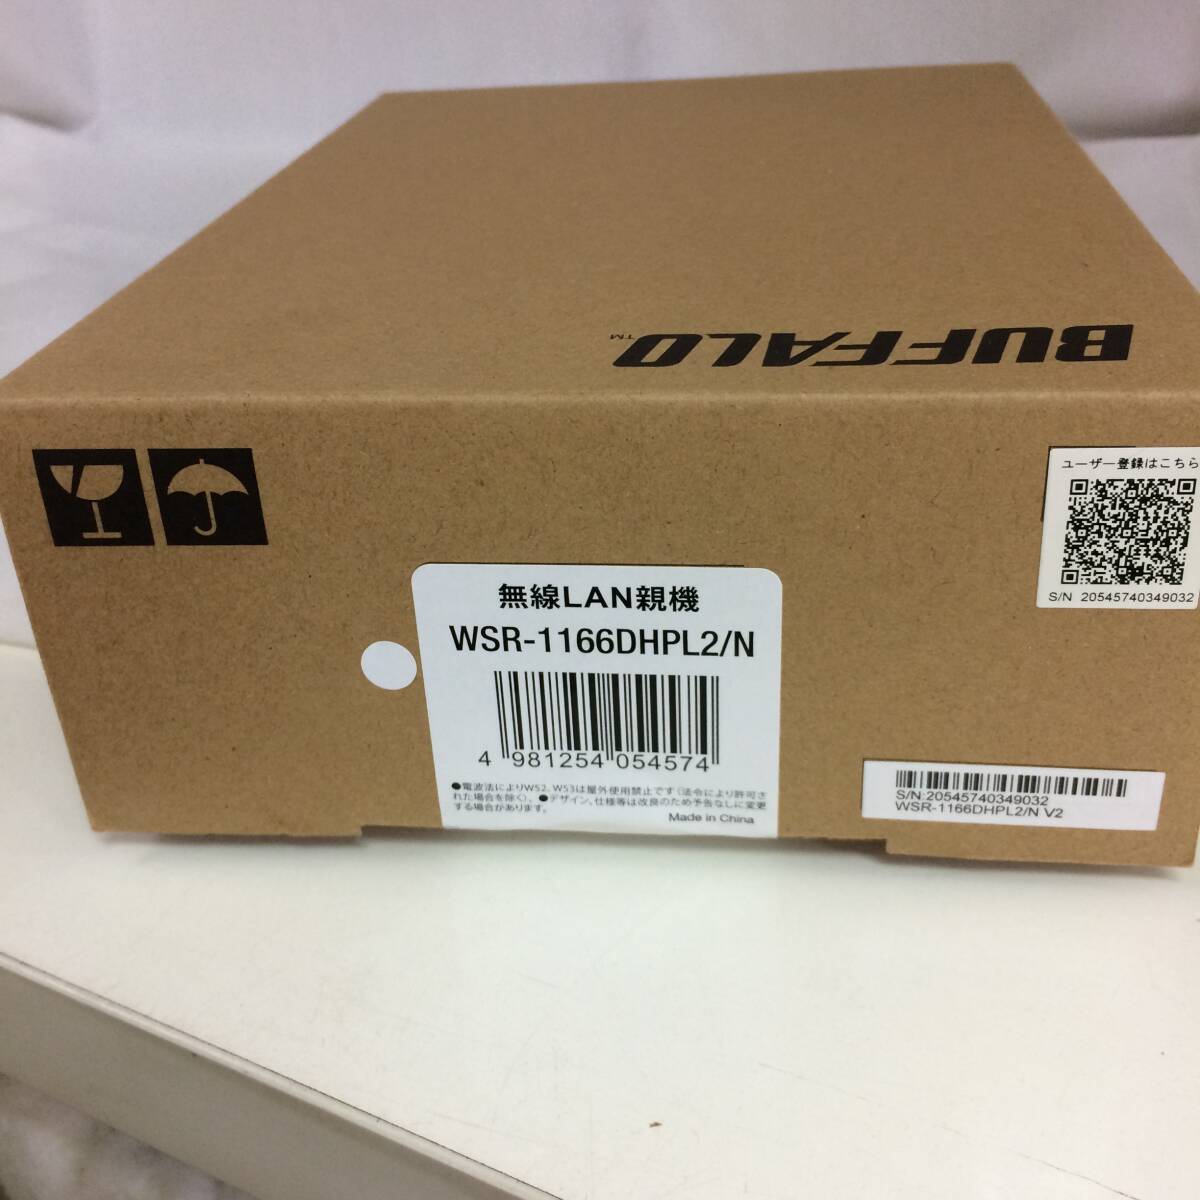 BUFFALO™
ユーザー登録はこちら
S/N 20545740349032
無線LAN親機
WSR-1166DHPL2/N
4 981254 054574
●電波法によりW52、W53は屋外使用禁止です(法令により許可さ
れた場合を除く)。●デザイン、仕様等は改良のため予告なしに変更
する場合があります。
Made in China
S/N:20545740349032
WSR-1166DHPL2/N V2